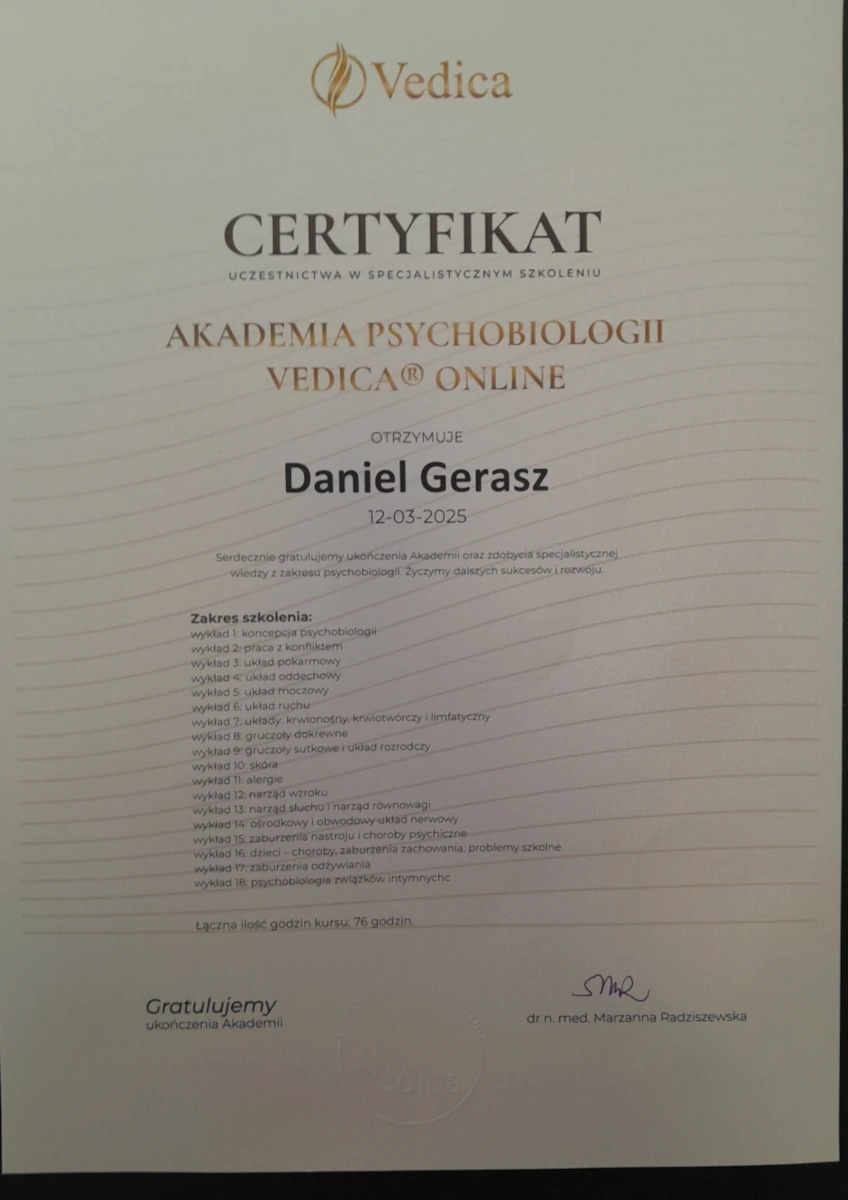 Vedica
CERTYFIKAT
UCZESTNICTWA W SPECJALISTYCZNYM SZKOLENIU
AKADEMIA PSYCHOBIOLOGII
VEDICA® ONLINE
OTRZYMUJE
Daniel Gerasz
12-03-2025
Serdecznie gratulujemy ukończenia Akademii oraz zdobycia specjalistycznej
wiedzy z zakresu psychobiologii. Życzymy dalszych sukcesów i rozwoju.
Zakres szkolenia:
wykład 1: koncepcja psychobiologii
wykład 2: praca z konfliktem
wykład 3: układ pokarmowy
wykład 4: układ oddechowy
wykład 5: układ moczowy
wykład 6: układ ruchu
wykład 7: układy: krwionośny, krwiotwórczy i limfatyczny
wykład 8: gruczoły dokrewne
wykład 9: gruczoły sutkowe i układ rozrodczy
wykład 10: skóra
wykład 11: alergie
wykład 12: narząd wzroku
wykład 13: narząd słuchu i narząd równowagi
wykład 14: ośrodkowy i obwodowy układ nerwowy
wykład 15: zaburzenia nastroju i choroby psychiczne
wykład 16: dzieci - choroby, zaburzenia zachowania, problemy szkolne
wykład 17: zaburzenia odżywiania
wykład 18: psychobiologia związków intymnychc
Łączna ilość godzin kursu: 76 godzin.
Gratulujemy
ukończenia Akademii
dr n. med. Marzanna Radziszewska
Vedica